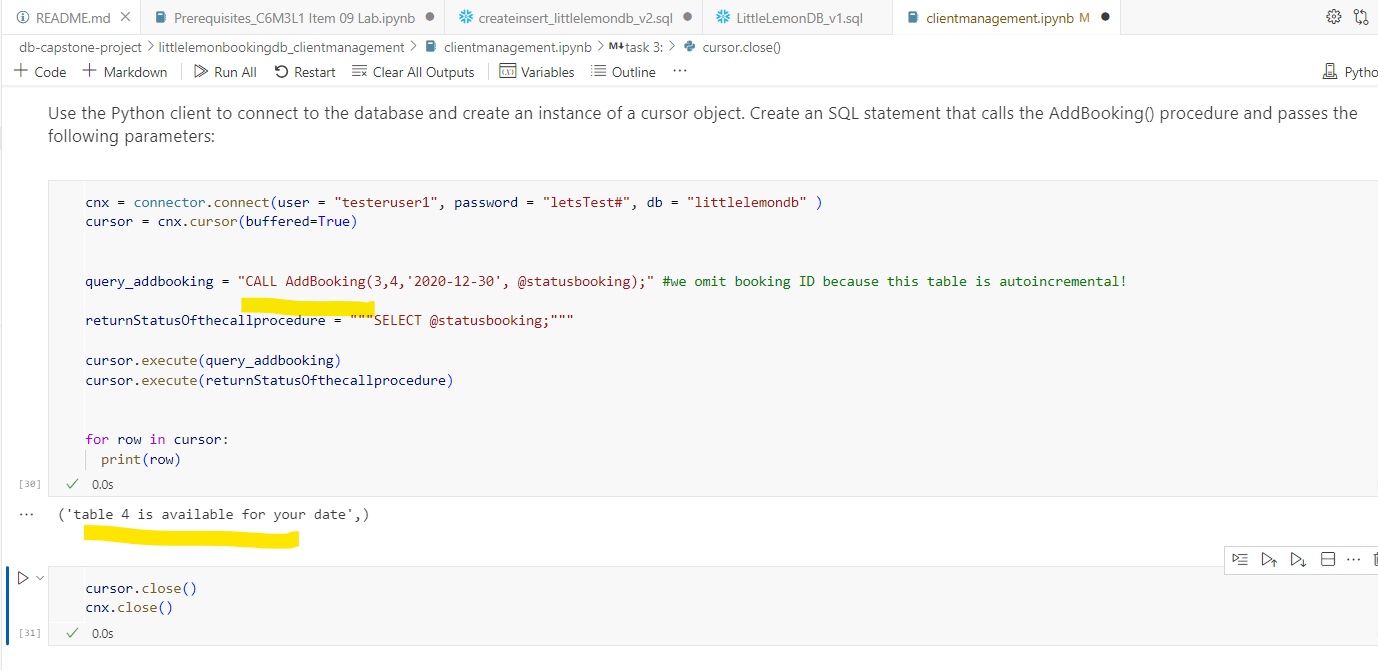 README.md Prerequisites_C6M3L1 Item 09 Lab.ipynb createinsert_littlelemondb_v2.sql LittleLemonDB_v1.sql clientmanagement.ipynb M
db-capstone-project > littlelemonbookingdb_clientmanagement > clientmanagement.ipynb > M↓task 3: > cursor.close()
+ Code + Markdown Run All Restart Clear All Outputs Variables Outline ... Pytho
Use the Python client to connect to the database and create an instance of a cursor object. Create an SQL statement that calls the AddBooking() procedure and passes the
following parameters:
cnx = connector.connect(user = "testeruser1", password = "letsTest#", db = "littlelemondb" )
cursor = cnx.cursor(buffered=True)
query_addbooking = "CALL AddBooking(3,4,'2020-12-30', @statusbooking);" #we omit booking ID because this table is autoincremental!
returnStatusOfthecallprocedure = """SELECT @statusbooking;"""
cursor.execute(query_addbooking)
cursor.execute(returnStatusOfthecallprocedure)
for row in cursor:
print(row)
[30] 0.0s
... ('table 4 is available for your date',)
cursor.close()
cnx.close()
[31] 0.0s